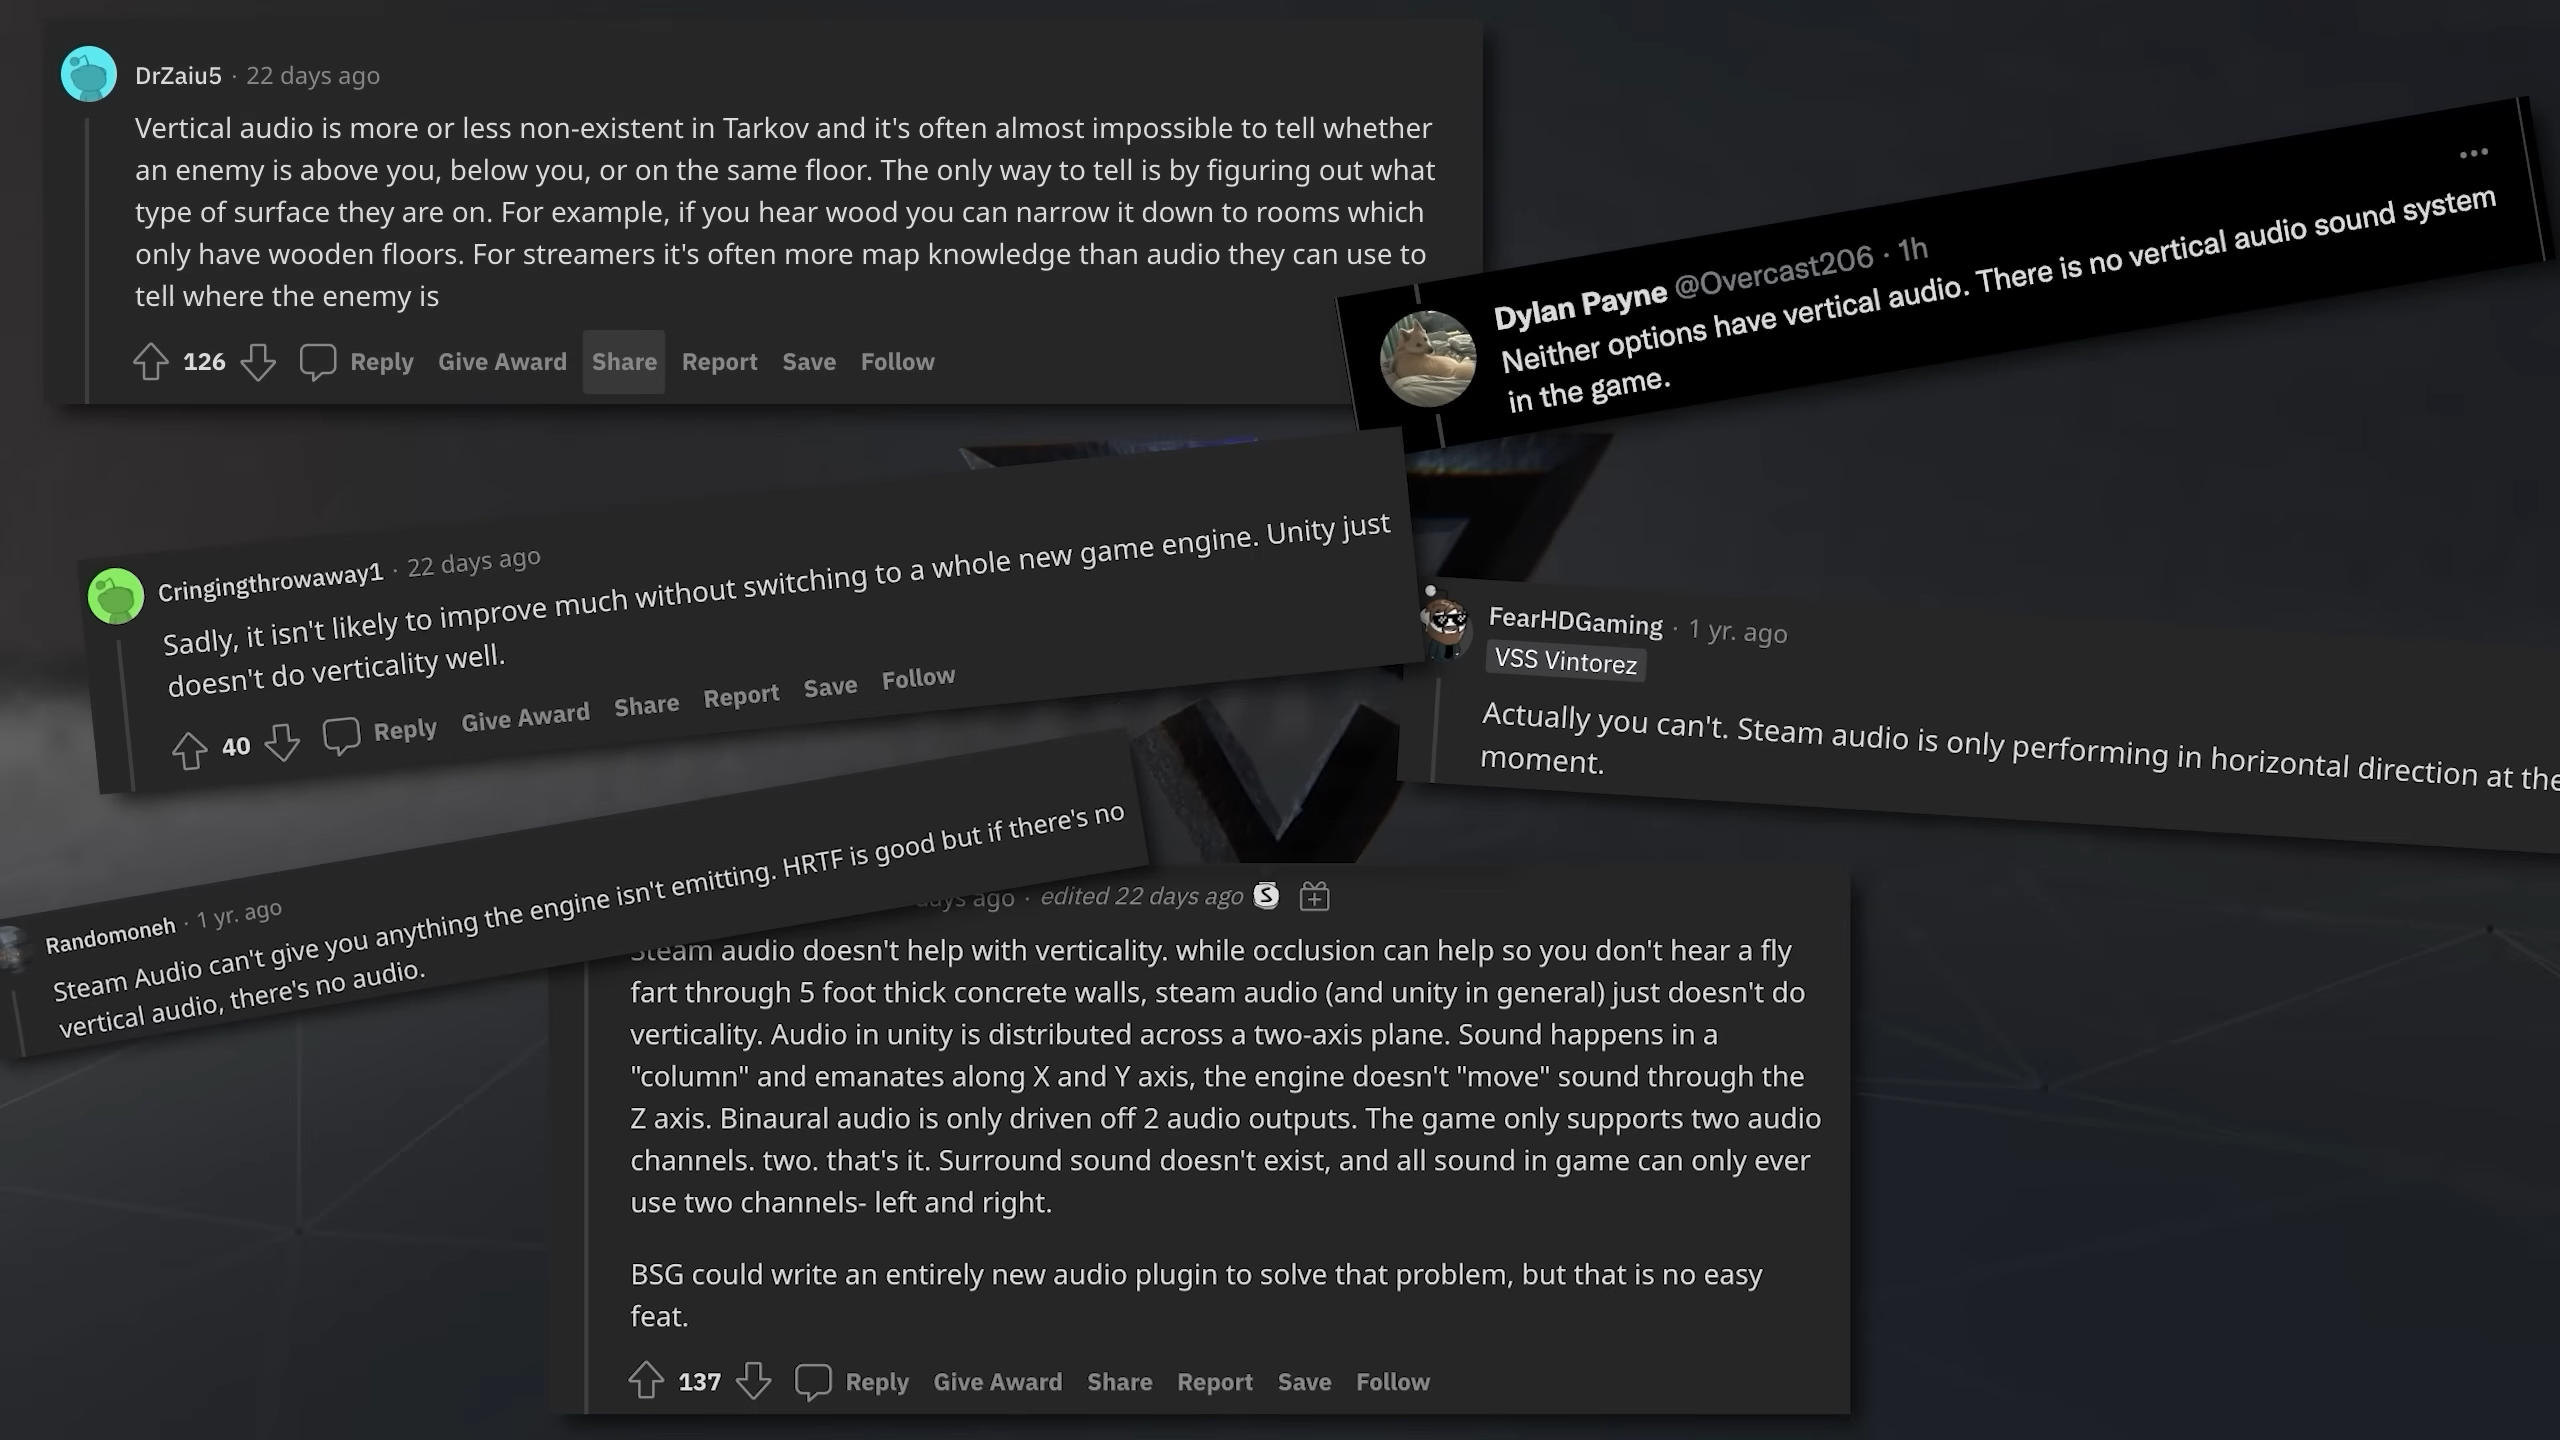 DrZaiu5 · 22 days ago
Vertical audio is more or less non-existent in Tarkov and it's often almost impossible to tell whether
an enemy is above you, below you, or on the same floor. The only way to tell is by figuring out what
type of surface they are on. For example, if you hear wood you can narrow it down to rooms which
only have wooden floors. For streamers it's often more map knowledge than audio they can use to
tell where the enemy is
126 Reply Give Award Share Report Save Follow
Dylan Payne @Overcast206 · 1h
Neither options have vertical audio. There is no vertical audio sound system
in the game.
Cringingthrowaway1 · 22 days ago
Sadly, it isn't likely to improve much without switching to a whole new game engine. Unity just
doesn't do verticality well.
40 Reply Give Award Share Report Save Follow
FearHDGaming · 1 yr. ago
VSS Vintorez
Actually you can't. Steam audio is only performing in horizontal direction at the
moment.
Randomoneh · 1 yr. ago
Steam Audio can't give you anything the engine isn't emitting. HRTF is good but if there's no
vertical audio, there's no audio.
days ago · edited 22 days ago
Steam audio doesn't help with verticality. while occlusion can help so you don't hear a fly
fart through 5 foot thick concrete walls, steam audio (and unity in general) just doesn't do
verticality. Audio in unity is distributed across a two-axis plane. Sound happens in a
"column" and emanates along X and Y axis, the engine doesn't "move" sound through the
Z axis. Binaural audio is only driven off 2 audio outputs. The game only supports two audio
channels. two. that's it. Surround sound doesn't exist, and all sound in game can only ever
use two channels- left and right.
BSG could write an entirely new audio plugin to solve that problem, but that is no easy
feat.
137 Reply Give Award Share Report Save Follow